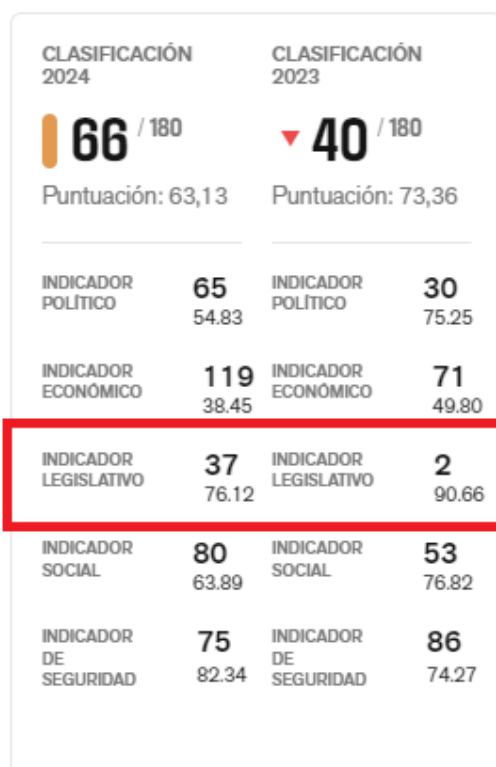 CLASIFICACIÓN
2024
66 / 180
Puntuación: 63,13
INDICADOR
POLÍTICO
65
54.83
INDICADOR
ECONÓMICO
119
38.45
INDICADOR
LEGISLATIVO
37
76.12
INDICADOR
SOCIAL
80
63.89
INDICADOR
DE
SEGURIDAD
75
82.34
CLASIFICACIÓN
2023
40 / 180
Puntuación: 73,36
INDICADOR
POLÍTICO
30
75.25
INDICADOR
ECONÓMICO
71
49.80
INDICADOR
LEGISLATIVO
2
90.66
INDICADOR
SOCIAL
53
76.82
INDICADOR
DE
SEGURIDAD
86
74.27